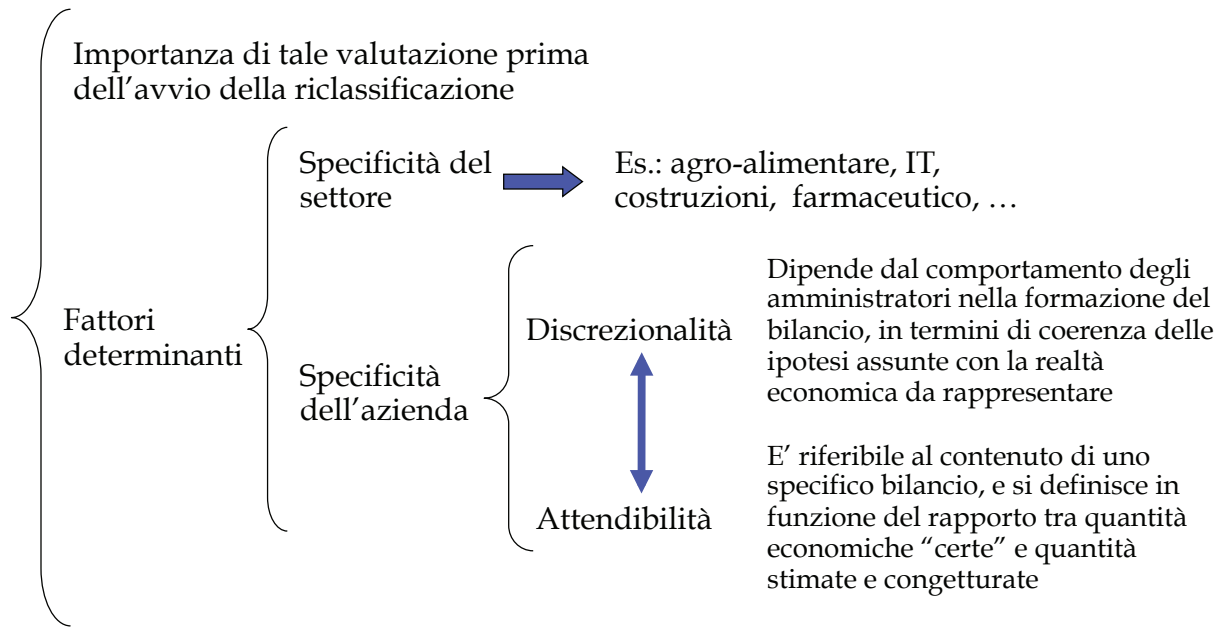 Importanza di tale valutazione prima
dell’avvio della riclassificazione
Specificità del
settore
Es.: agro-alimentare, IT,
costruzioni, farmaceutico, …
Fattori
determinanti
Specificità
dell’azienda
Discrezionalità
Dipende dal comportamento degli
amministratori nella formazione del
bilancio, in termini di coerenza delle
ipotesi assunte con la realtà
economica da rappresentare
Attendibilità
E’ riferibile al contenuto di uno
specifico bilancio, e si definisce in
funzione del rapporto tra quantità
economiche “certe” e quantità
stimate e congetturate